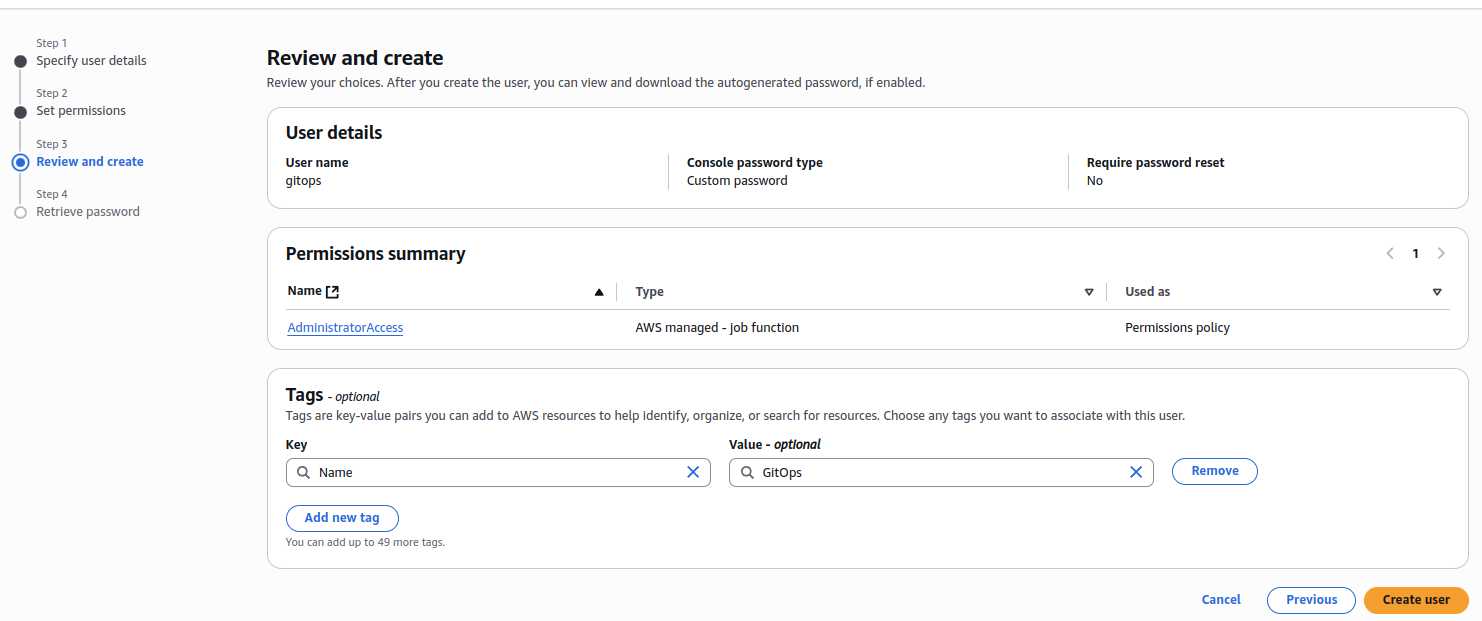 Step 1
Specify user details
Step 2
Set permissions
Step 3
Review and create
Step 4
Retrieve password
Review and create
Review your choices. After you create the user, you can view and download the autogenerated password, if enabled.
User details
User name
gitops
Console password type
Custom password
Require password reset
No
Permissions summary
1
Name
Type
Used as
AdministratorAccess
AWS managed - job function
Permissions policy
Tags - optional
Tags are key-value pairs you can add to AWS resources to help identify, organize, or search for resources. Choose any tags you want to associate with this user.
Key
Value - optional
Name
GitOps
Remove
Add new tag
You can add up to 49 more tags.
Cancel
Previous
Create user